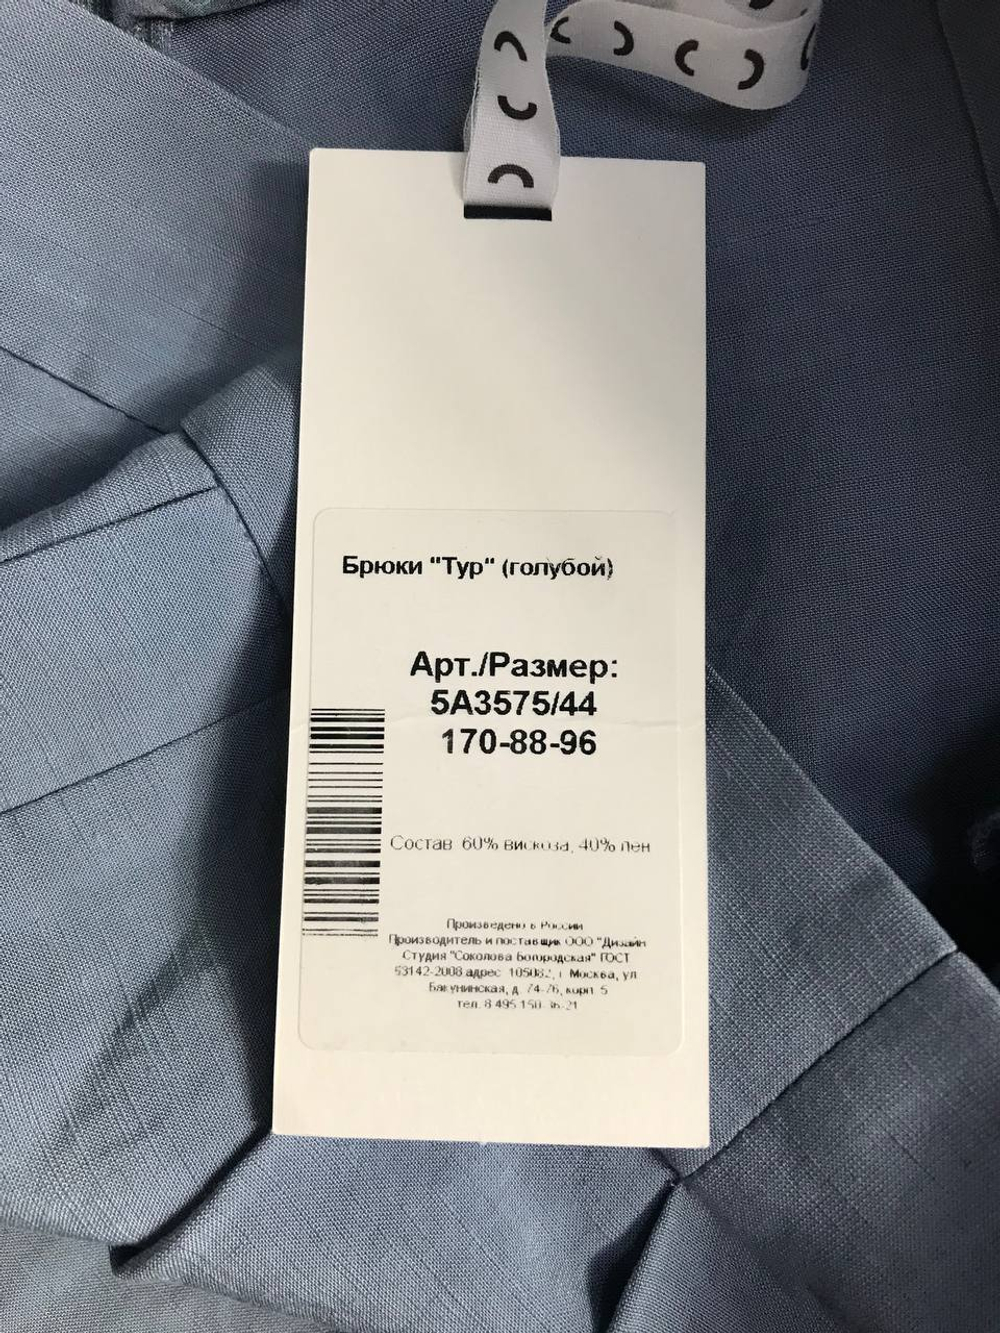 Брюки "Тур" (голубой)
Арт./Размер:
5А3575/44
170-88-96
Состав 60% вискоза, 40% лен
Произведено в России
Производитель и поставщик ООО "Дизайн
Студия "Соколова Богородская" ГОСТ
53142-2008 адрес 105082, г Москва, ул
Бакунинская, д. 74-76, корп. 5
тел. 8 495 150 36-21